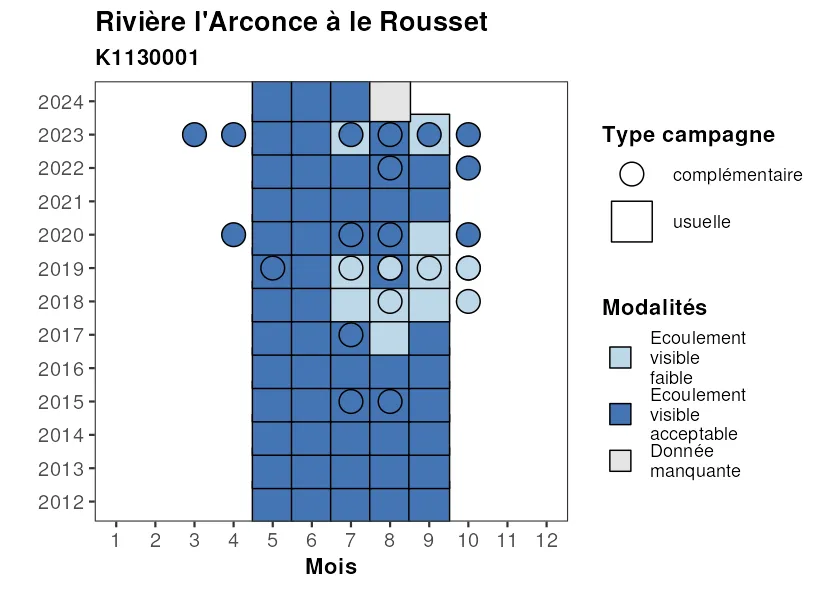 Rivière l'Arconce à le Rousset
K1130001
2024
2023
2022
2021
2020
2019
2018
2017
2016
2015
2014
2013
2012
1 2 3 4 5 6 7 8 9 10 11 12
Mois
Type campagne
complémentaire
usuelle
Modalités
Ecoulement
visible
faible
Ecoulement
visible
acceptable
Donnée
manquante